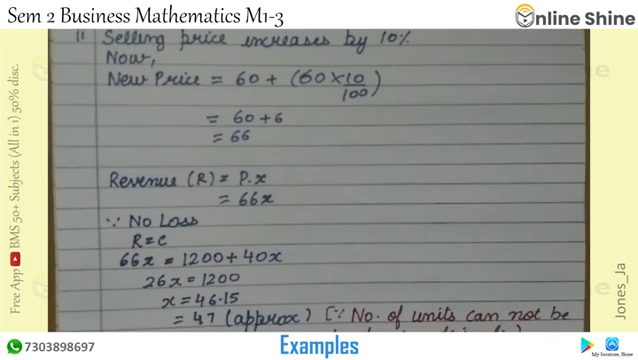 Sem 2 Business Mathematics M1-3
Online Shine
11 Selling price increases by 10%
Now,
New Price = 60 + (60 × 10/100)
= 60 + 6
= 66
Revenue (R) = P.x
= 66x
∵ No Loss
R = C
66x = 1200 + 40x
26x = 1200
x = 46.15
= 47 (approx) [∵ No. of units can not be
Free App BMS 50+ Subjects (All in 1) 50% disc.
Jones_Ja
7303898697
Examples
My Institute, Shine